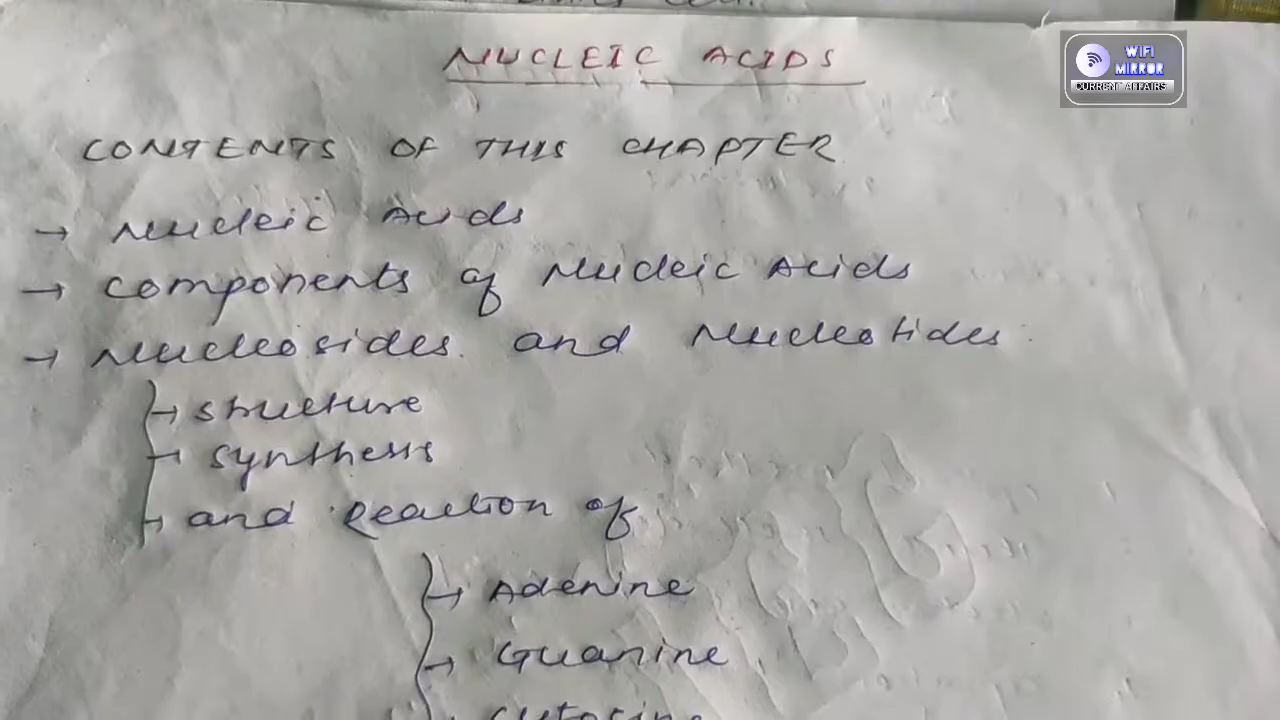 NUCLEIC ACIDS
WIFI
MIRROR
CURRENT AFFAIRS
CONTENTS OF THIS CHAPTER
→ Nucleic Acids
→ Components of Nucleic Acids
→ Nucleosides and Nucleotides
→ structure
→ synthesis
→ and Reaction of
→ Adenine
→ Guanine
Cytosine